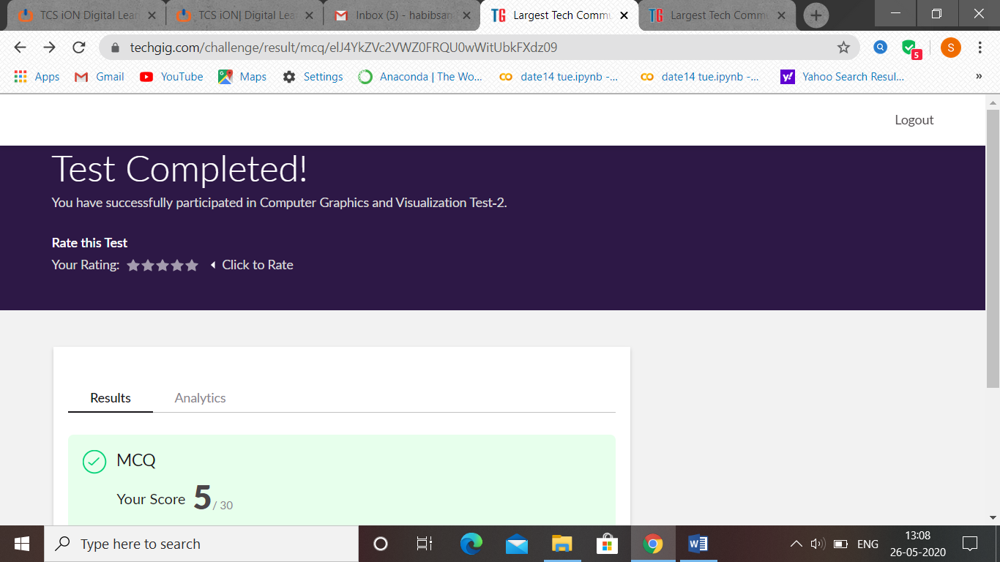 TCS iON Digital Lea
TCS iON| Digital Lea
Inbox (5) - habibsan
Largest Tech Commu
Largest Tech Commu
techgig.com/challenge/result/mcq/elJ4YkZVc2VWZ0FRQU0wWitUbkFXdz09
S
5
Apps
Gmail
YouTube
Maps
Settings
Anaconda | The Wo...
date14 tue.ipynb -...
date14 tue.ipynb -...
Yahoo Search Resul...
»
Logout
Test Completed!
You have successfully participated in Computer Graphics and Visualization Test-2.
Rate this Test
Your Rating:
Click to Rate
Results
Analytics
MCQ
Your Score 5 / 30
Type here to search
ENG
13:08
26-05-2020